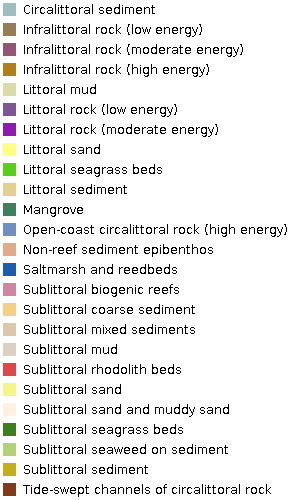 Circalittoral sediment
Infralittoral rock (low energy)
Infralittoral rock (moderate energy)
Infralittoral rock (high energy)
Littoral mud
Littoral rock (low energy)
Littoral rock (moderate energy)
Littoral sand
Littoral seagrass beds
Littoral sediment
Mangrove
Open-coast circalittoral rock (high energy)
Non-reef sediment epibenthos
Saltmarsh and reedbeds
Sublittoral biogenic reefs
Sublittoral coarse sediment
Sublittoral mixed sediments
Sublittoral mud
Sublittoral rhodolith beds
Sublittoral sand
Sublittoral sand and muddy sand
Sublittoral seagrass beds
Sublittoral seaweed on sediment
Sublittoral sediment
Tide-swept channels of circalittoral rock